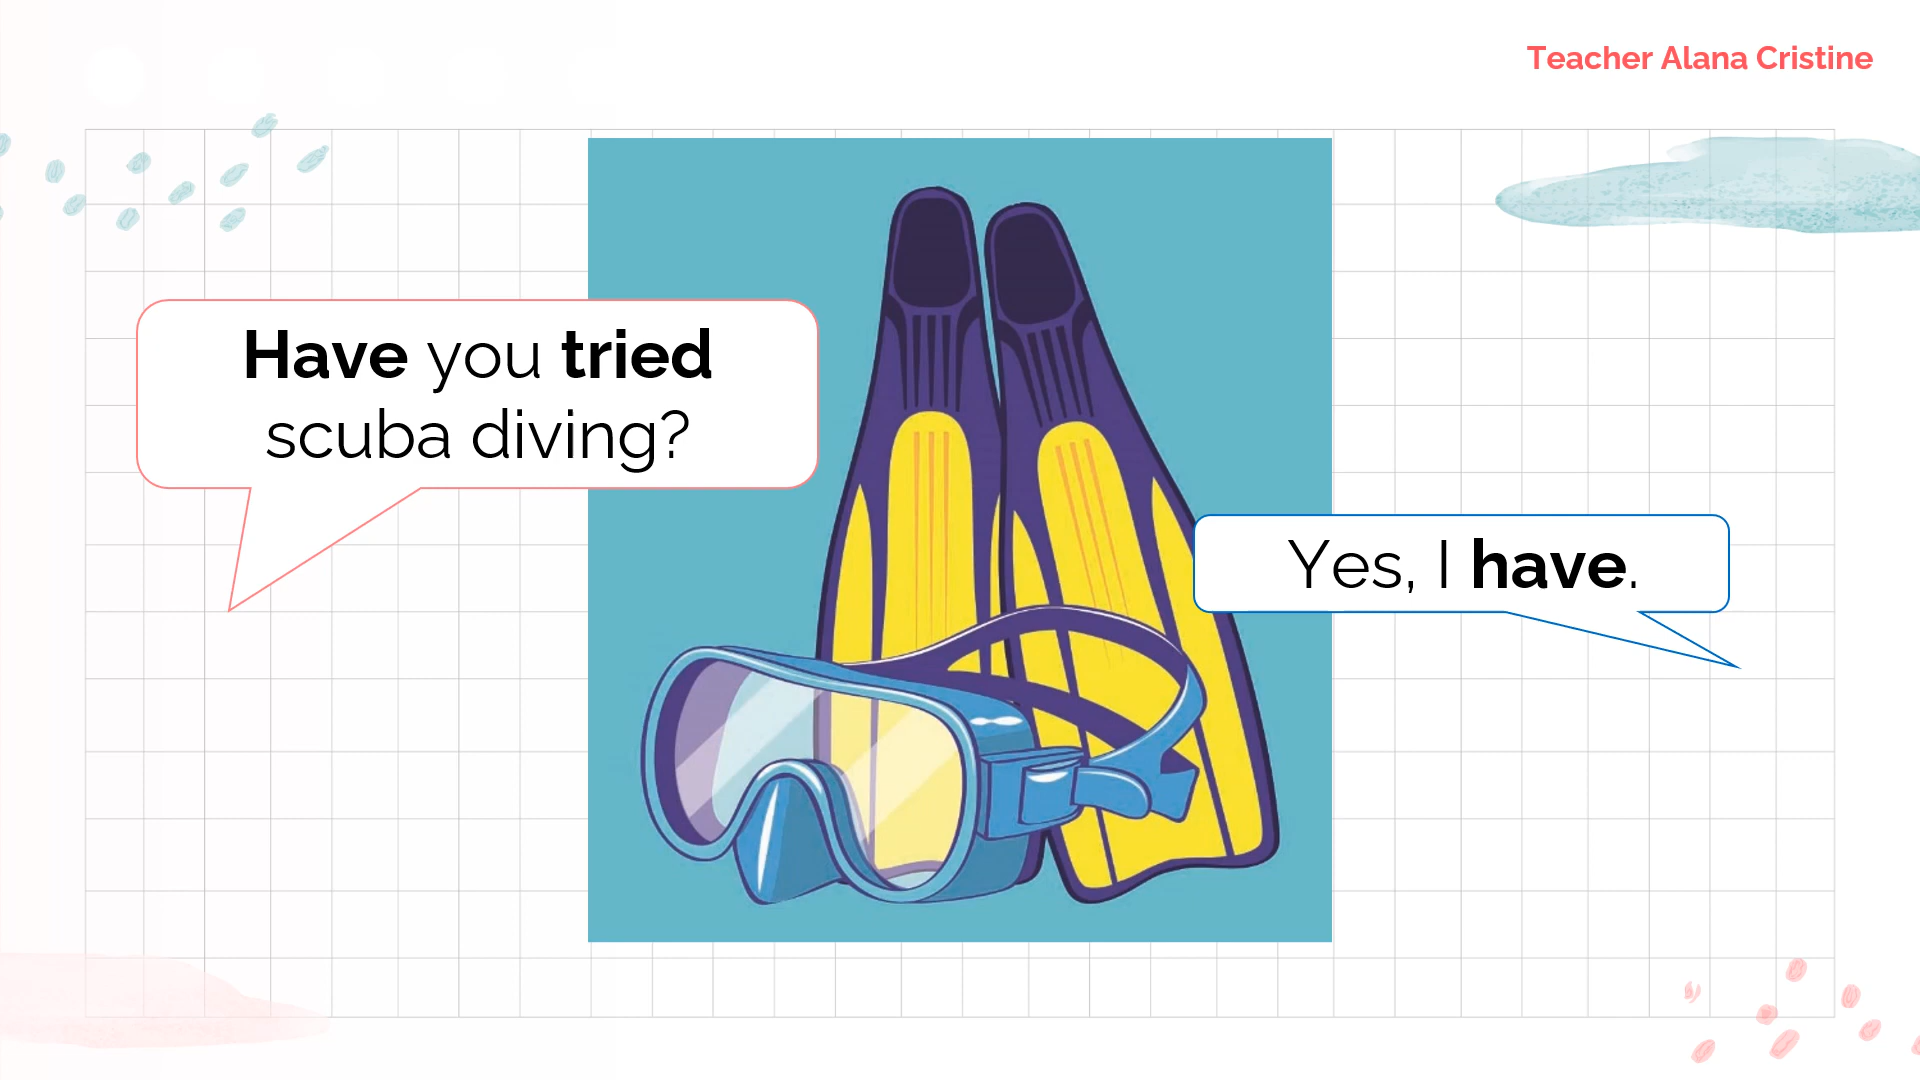 Teacher Alana Cristine
Have you tried
scuba diving?
Yes, I have.